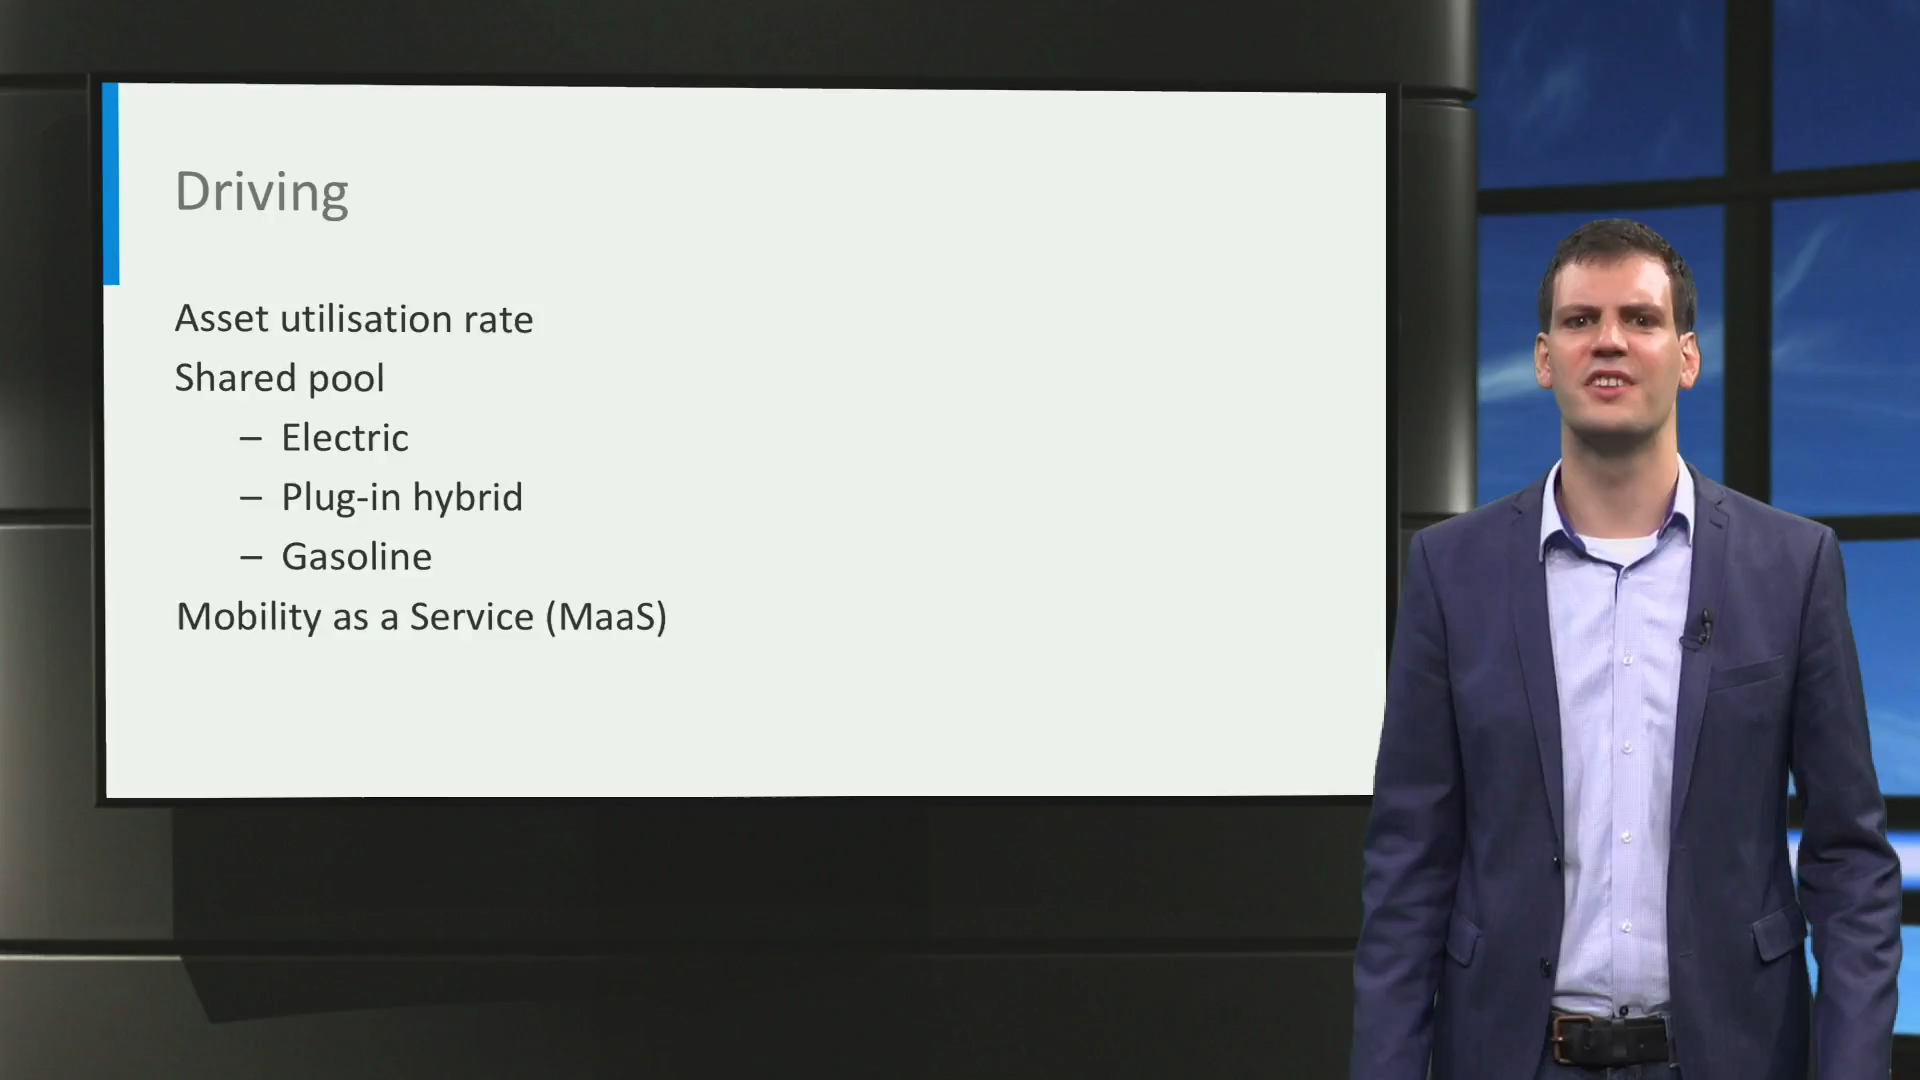 Driving
Asset utilisation rate
Shared pool
– Electric
– Plug-in hybrid
– Gasoline
Mobility as a Service (MaaS)